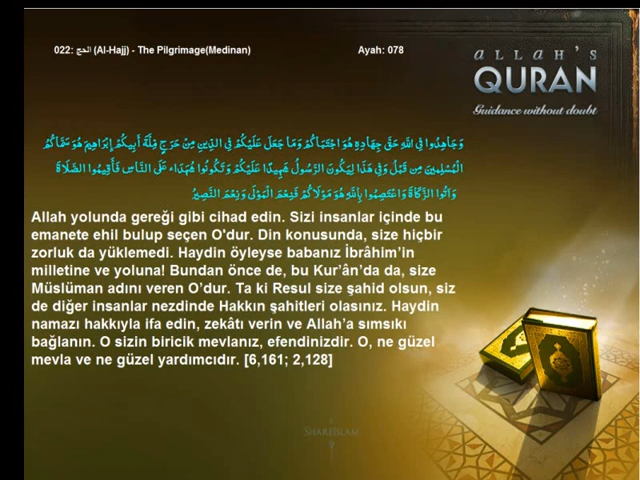 022: الحج (Al-Hajj) - The Pilgrimage(Medinan) Ayah: 078
ALLAH'S
QURAN
Guidance without doubt
وَجَاهِدُوا فِي اللَّهِ حَقَّ جِهَادِهِ هُوَ اجْتَبَاكُمْ وَمَا جَعَلَ عَلَيْكُمْ فِي الدِّينِ مِنْ حَرَجٍ مِّلَّةَ أَبِيكُمْ إِبْرَاهِيمَ هُوَ سَمَّاكُمُ
الْمُسْلِمِينَ مِن قَبْلُ وَفِي هَذَا لِيَكُونَ الرَّسُولُ شَهِيدًا عَلَيْكُمْ وَتَكُونُوا شُهَدَاء عَلَى النَّاسِ فَأَقِيمُوا الصَّلَاةَ
وَآتُوا الزَّكَاةَ وَاعْتَصِمُوا بِاللَّهِ هُوَ مَوْلَاكُمْ فَنِعْمَ الْمَوْلَى وَنِعْمَ النَّصِيرُ
Allah yolunda gereği gibi cihad edin. Sizi insanlar içinde bu
emanete ehil bulup seçen O'dur. Din konusunda, size hiçbir
zorluk da yüklemedi. Haydin öyleyse babanız İbrâhim’in
milletine ve yoluna! Bundan önce de, bu Kur’ân’da da, size
Müslüman adını veren O’dur. Ta ki Resul size şahid olsun, siz
de diğer insanlar nezdinde Hakkın şahitleri olasınız. Haydin
namazı hakkıyla ifa edin, zekâtı verin ve Allah’a sımsıkı
bağlanın. O sizin biricik mevlanız, efendinizdir. O, ne güzel
mevla ve ne güzel yardımcıdır. [6,161; 2,128]
SHAREISLAM